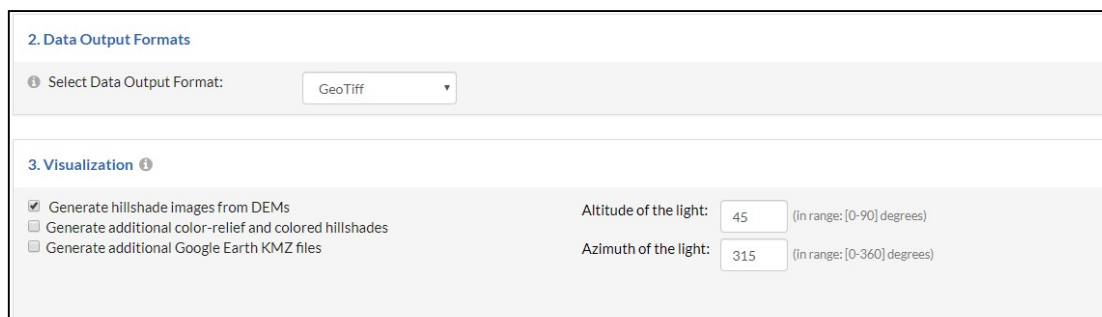 2. Data Output Formats
Select Data Output Format:
GeoTiff
3. Visualization
Generate hillshade images from DEMs
Generate additional color-relief and colored hillshades
Generate additional Google Earth KMZ files
Altitude of the light: 45 (in range: [0-90] degrees)
Azimuth of the light: 315 (in range: [0-360] degrees)